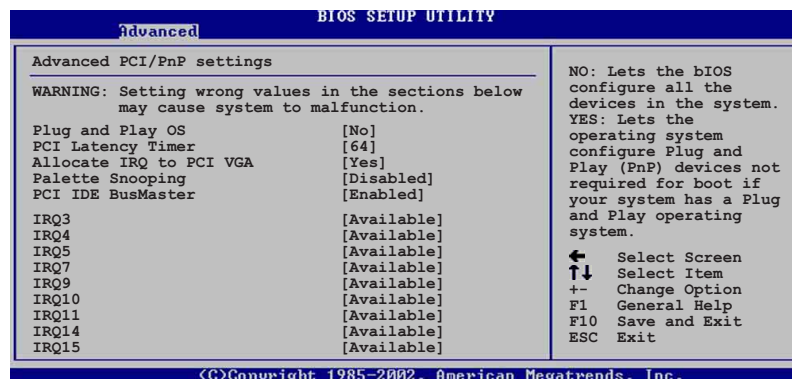 BIOS SETUP UTILITY
Advanced
Advanced PCI/PnP settings
WARNING: Setting wrong values in the sections below
may cause system to malfunction.
Plug and Play OS [No]
PCI Latency Timer [64]
Allocate IRQ to PCI VGA [Yes]
Palette Snooping [Disabled]
PCI IDE BusMaster [Enabled]
IRQ3 [Available]
IRQ4 [Available]
IRQ5 [Available]
IRQ7 [Available]
IRQ9 [Available]
IRQ10 [Available]
IRQ11 [Available]
IRQ14 [Available]
IRQ15 [Available]
NO: Lets the bIOS
configure all the
devices in the system.
YES: Lets the
operating system
configure Plug and
Play (PnP) devices not
required for boot if
your system has a Plug
and Play operating
system.
← Select Screen
↑↓ Select Item
+- Change Option
F1 General Help
F10 Save and Exit
ESC Exit
(C)Copyright 1985-2002, American Megatrends, Inc.